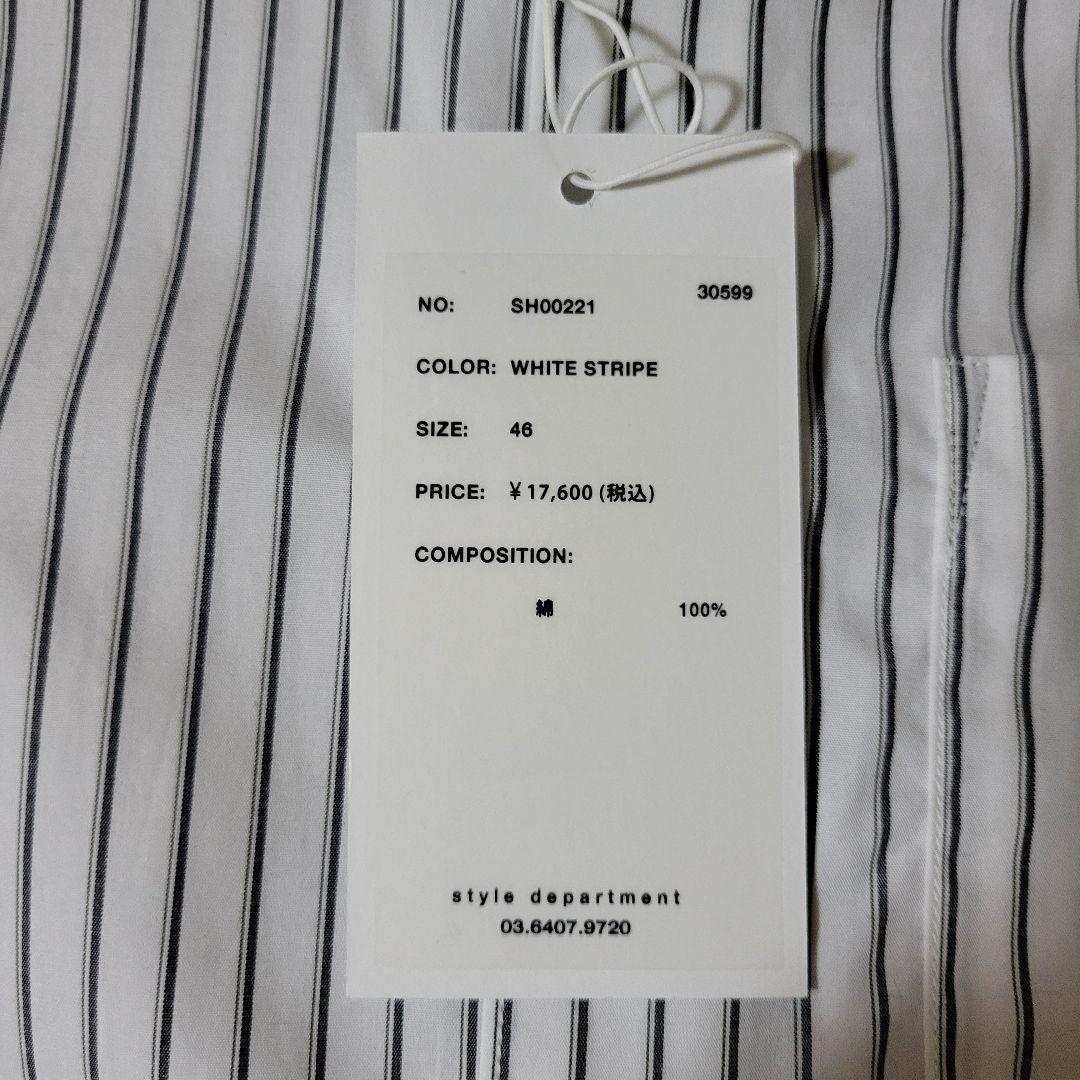 30599
NO: SH00221
COLOR: WHITE STRIPE
SIZE: 46
PRICE: ¥17,600 (税込)
COMPOSITION:
綿 100%
style department
03.6407.9720